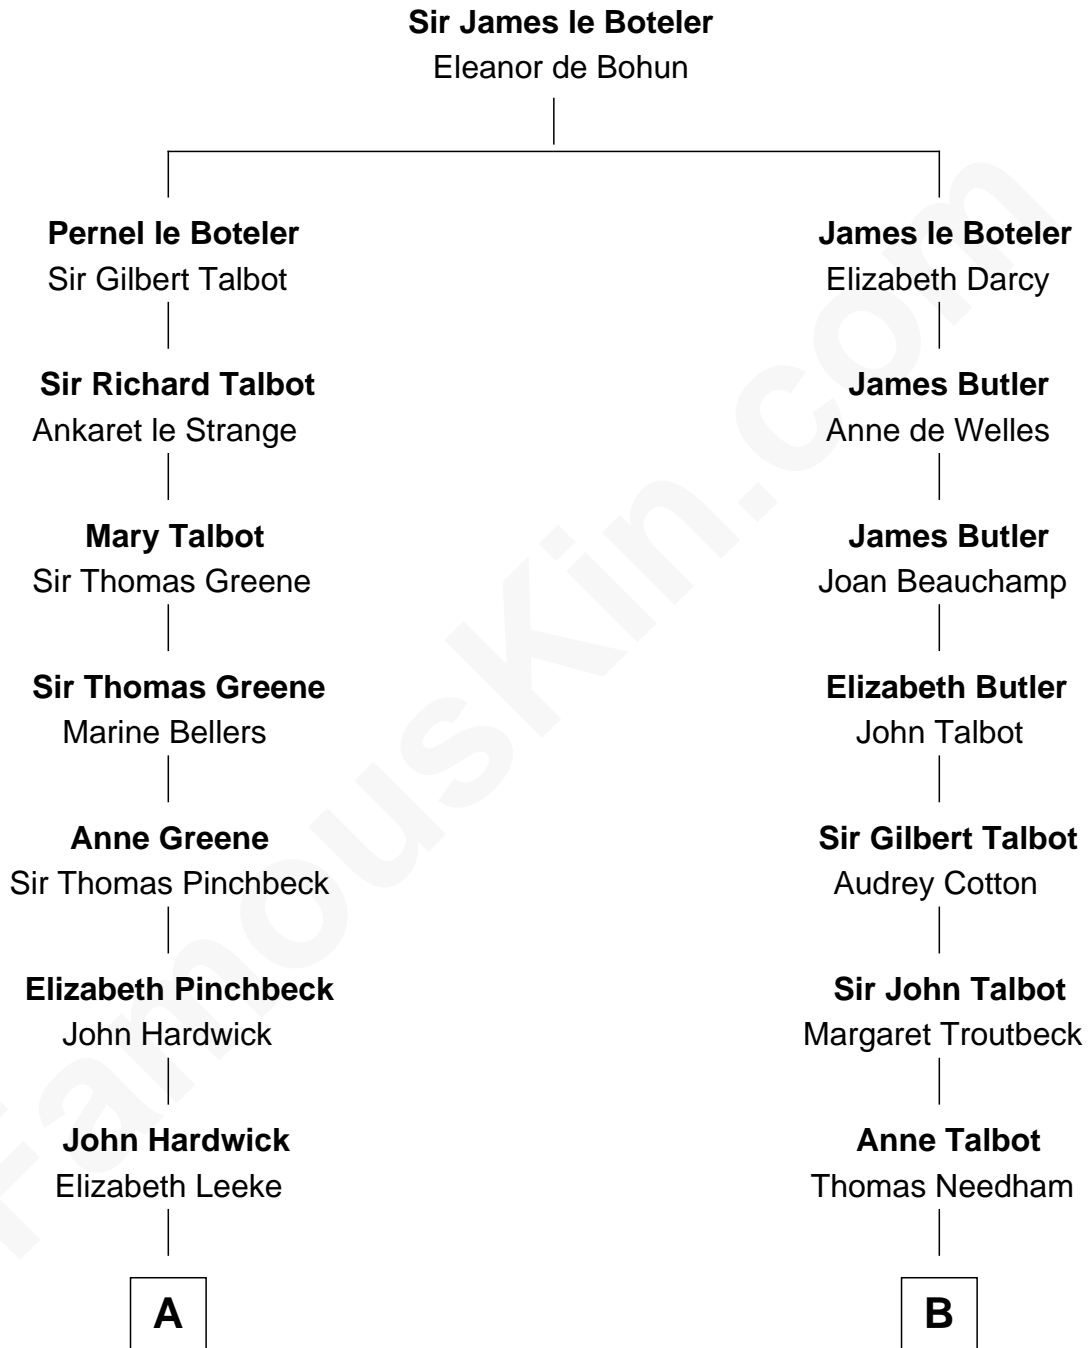 Sir James le Boteler
Eleanor de Bohun
Pernel le Boteler
Sir Gilbert Talbot
James le Boteler
Elizabeth Darcy
Sir Richard Talbot
Ankaret le Strange
James Butler
Anne de Welles
Mary Talbot
Sir Thomas Greene
James Butler
Joan Beauchamp
Sir Thomas Greene
Marine Bellers
Elizabeth Butler
John Talbot
Anne Greene
Sir Thomas Pinchbeck
Sir Gilbert Talbot
Audrey Cotton
Elizabeth Pinchbeck
John Hardwick
Sir John Talbot
Margaret Troutbeck
John Hardwick
Elizabeth Leeke
Anne Talbot
Thomas Needham
A
B
FamousKin.com